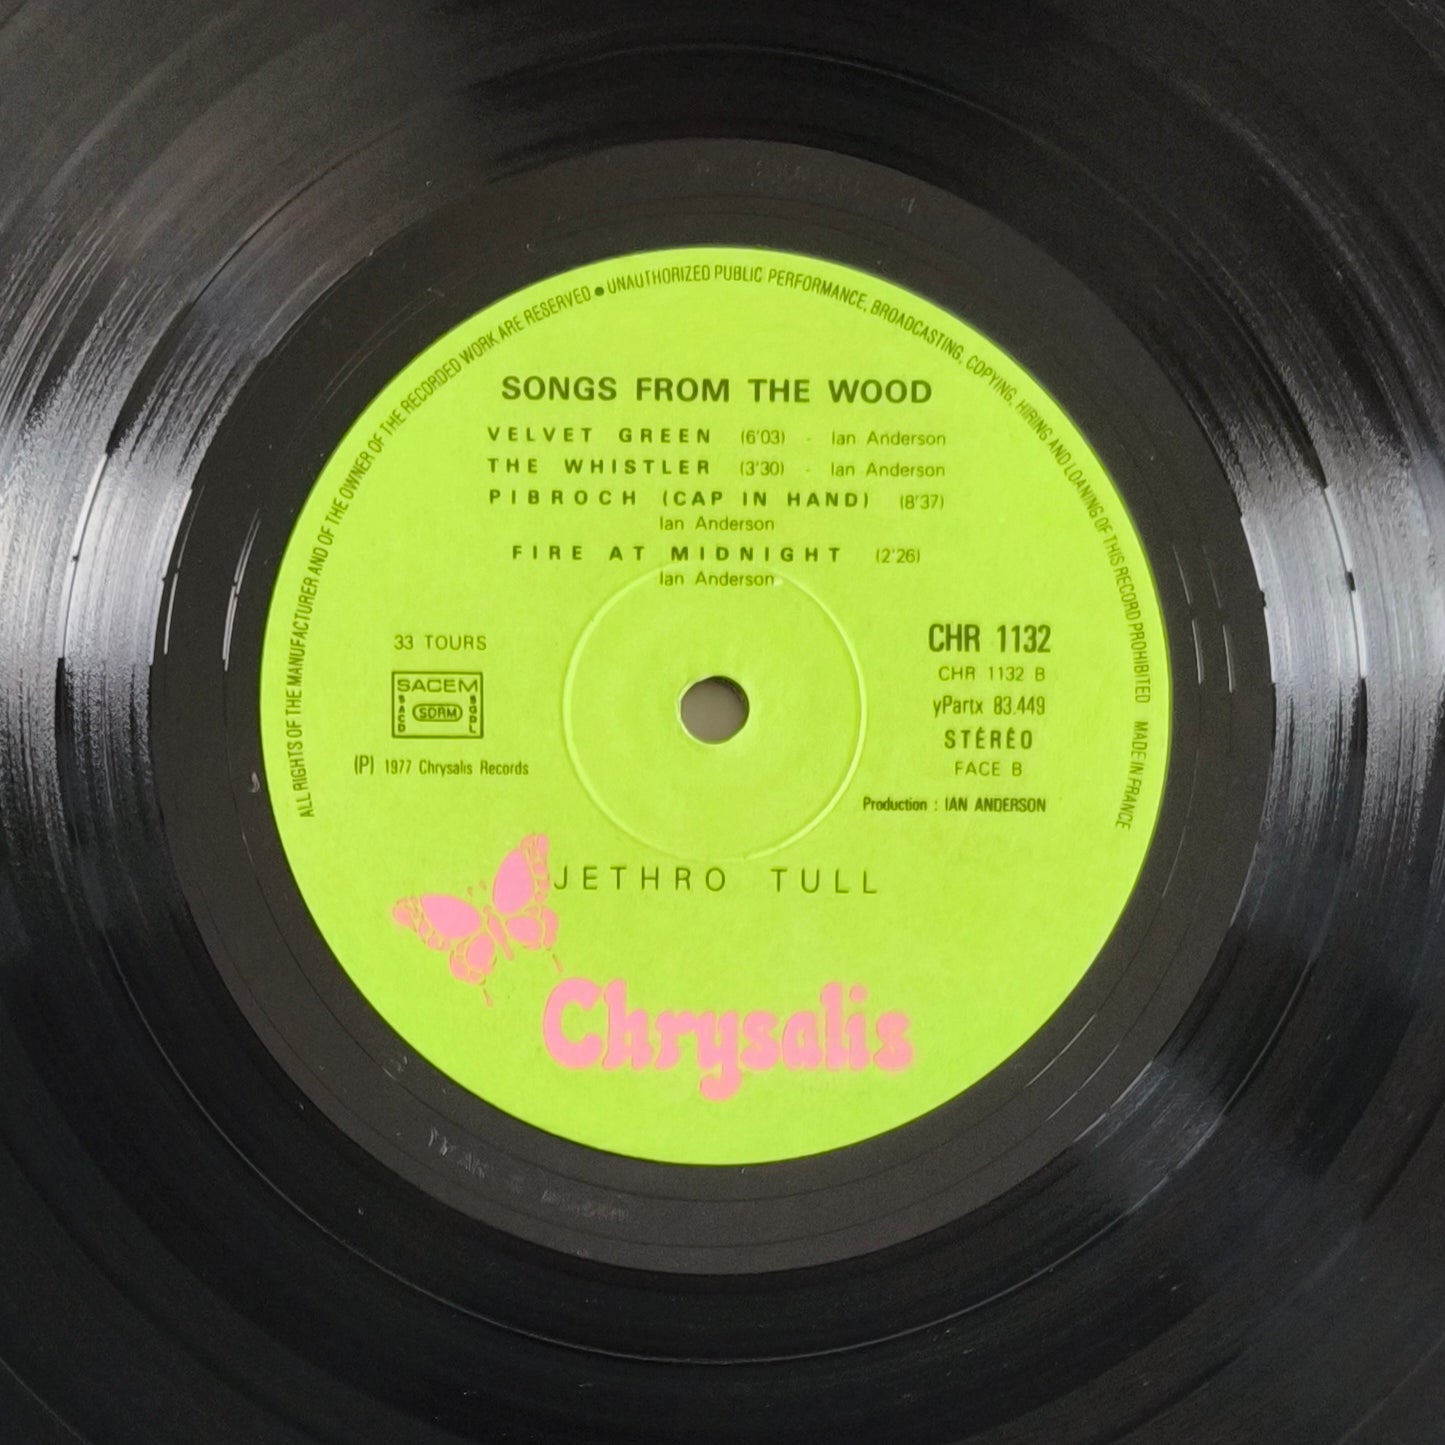 ALL RIGHTS OF THE MANUFACTURER AND OF THE OWNER OF THE RECORDED WORK ARE RESERVED ● UNAUTHORIZED PUBLIC PERFORMANCE, BROADCASTING, COPYING, HIRING AND LOANING OF THIS RECORD PROHIBITED MADE IN FRANCE
SONGS FROM THE WOOD
VELVET GREEN (6'03) - Ian Anderson
THE WHISTLER (3'30) - Ian Anderson
PIBROCH (CAP IN HAND) (8'37)
Ian Anderson
FIRE AT MIDNIGHT (2'26)
Ian Anderson
33 TOURS
SACEM
SACD
SDRM
SGDL
(P) 1977 Chrysalis Records
CHR 1132
CHR 1132 B
yPartx 83.449
STÉRÉO
FACE B
Production : IAN ANDERSON
JETHRO TULL
Chrysalis